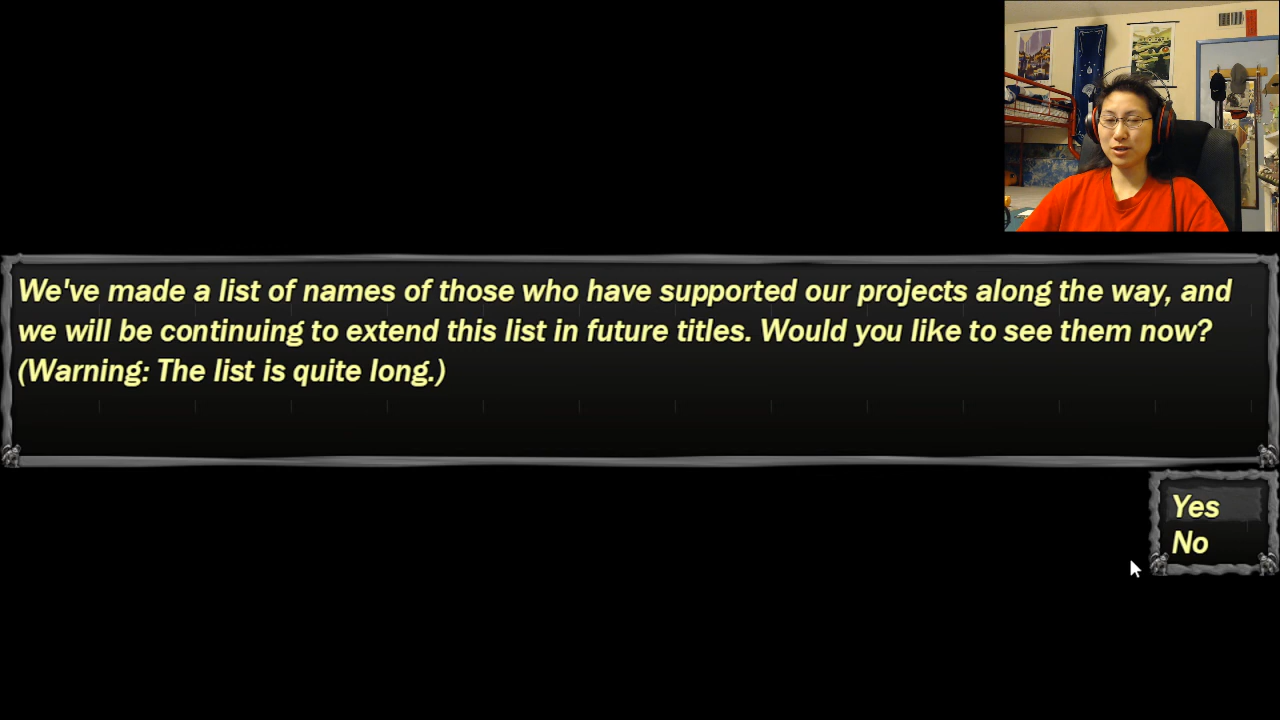 We've made a list of names of those who have supported our projects along the way, and
we will be continuing to extend this list in future titles. Would you like to see them now?
(Warning: The list is quite long.)
Yes
No